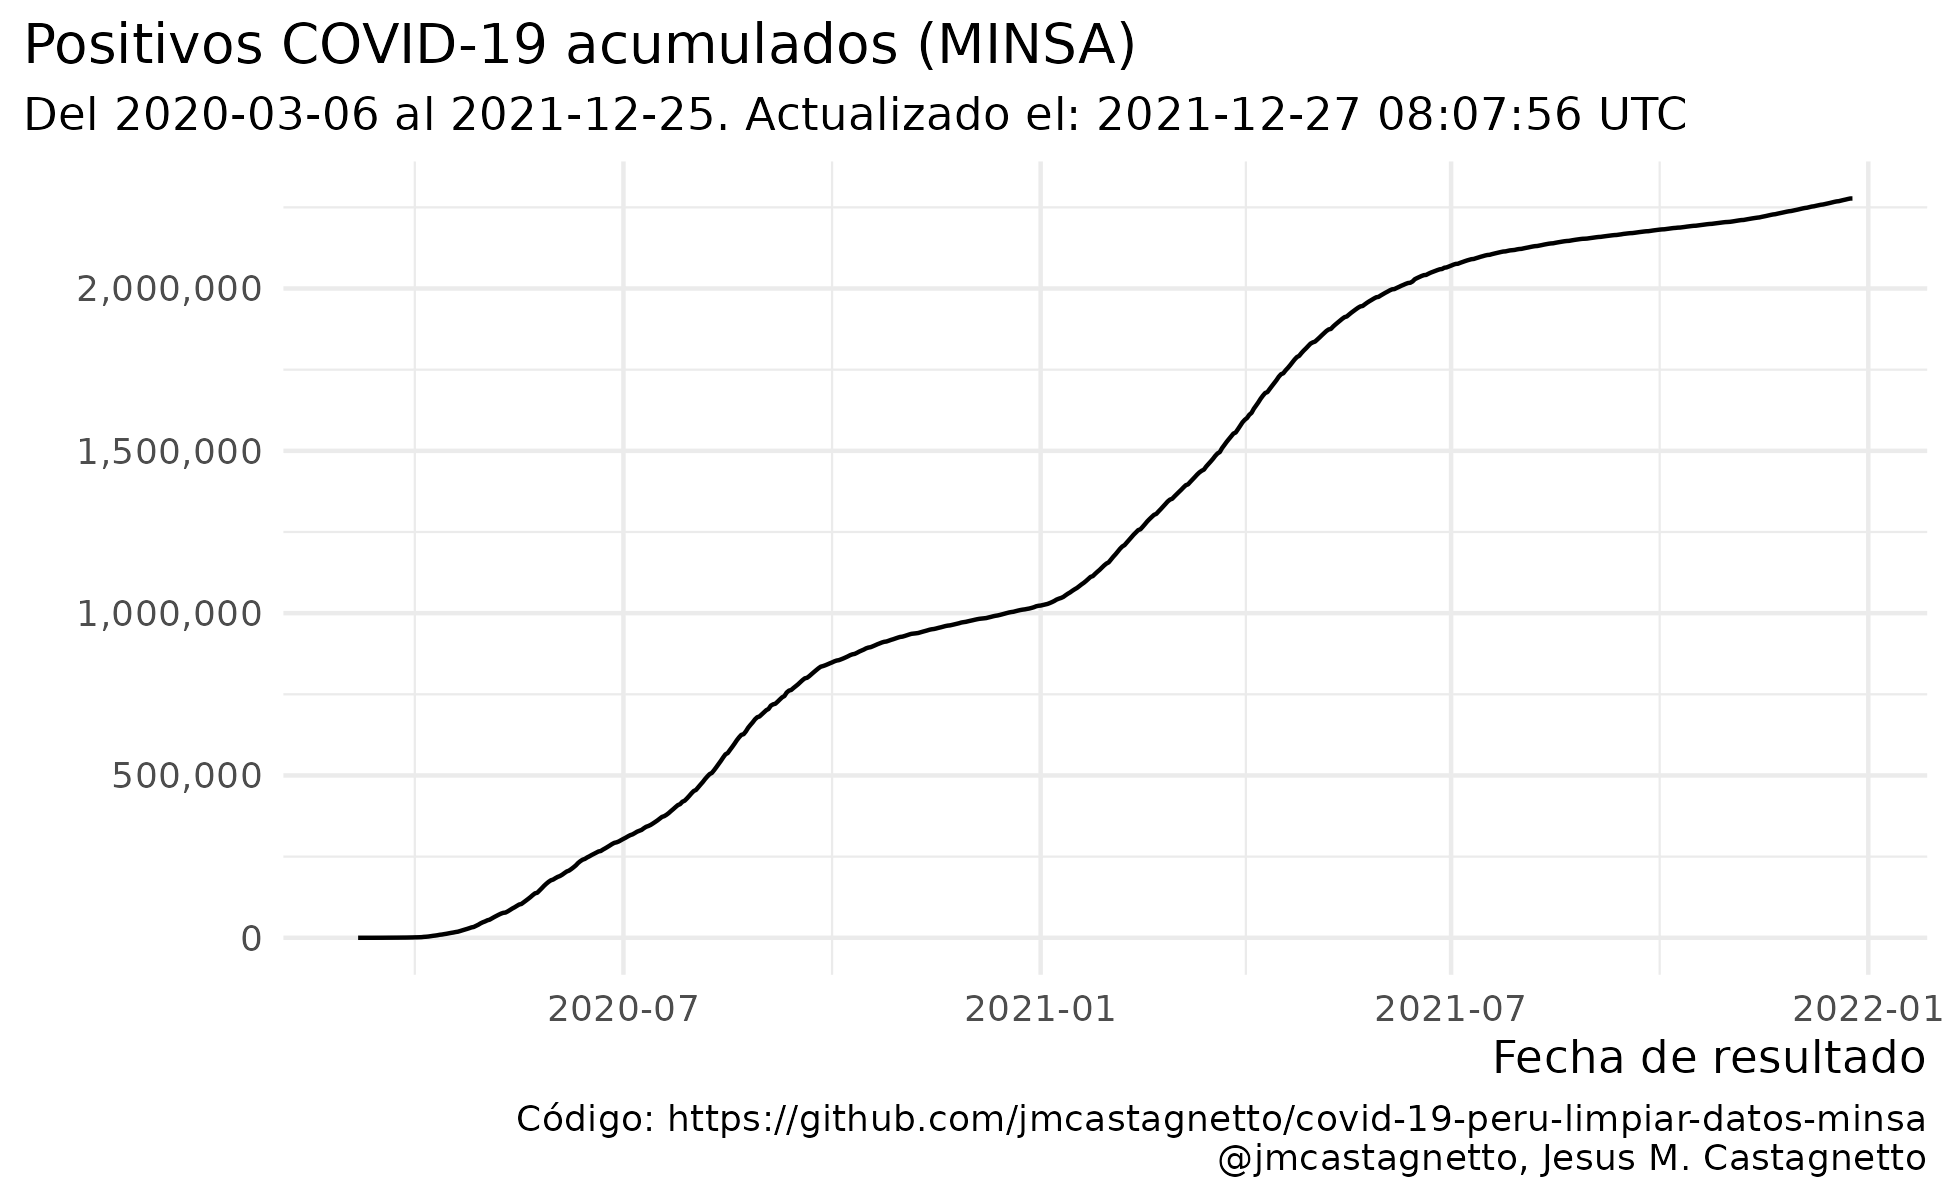 Positivos COVID-19 acumulados (MINSA)
Del 2020-03-06 al 2021-12-25. Actualizado el: 2021-12-27 08:07:56 UTC
2,000,000
1,500,000
1,000,000
500,000
0
2020-07 2021-01 2021-07 2022-01
Fecha de resultado
Código: https://github.com/jmcastagnetto/covid-19-peru-limpiar-datos-minsa
@jmcastagnetto, Jesus M. Castagnetto